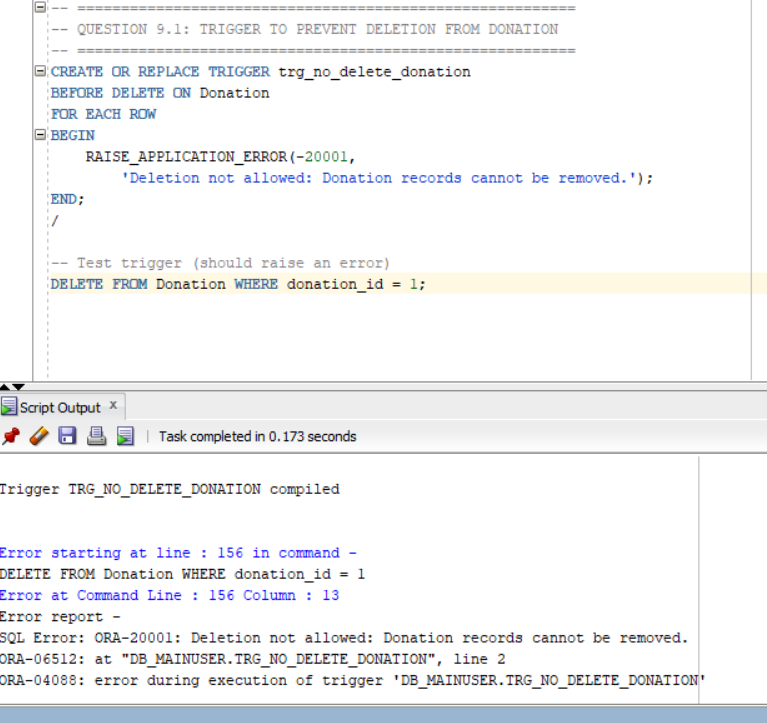 -- =========================================================
-- QUESTION 9.1: TRIGGER TO PREVENT DELETION FROM DONATION
-- =========================================================
CREATE OR REPLACE TRIGGER trg_no_delete_donation
BEFORE DELETE ON Donation
FOR EACH ROW
BEGIN
    RAISE_APPLICATION_ERROR(-20001,
        'Deletion not allowed: Donation records cannot be removed.');
END;
/
-- Test trigger (should raise an error)
DELETE FROM Donation WHERE donation_id = 1;
Script Output x
Task completed in 0.173 seconds
Trigger TRG_NO_DELETE_DONATION compiled
Error starting at line : 156 in command -
DELETE FROM Donation WHERE donation_id = 1
Error at Command Line : 156 Column : 13
Error report -
SQL Error: ORA-20001: Deletion not allowed: Donation records cannot be removed.
ORA-06512: at "DB_MAINUSER.TRG_NO_DELETE_DONATION", line 2
ORA-04088: error during execution of trigger 'DB_MAINUSER.TRG_NO_DELETE_DONATION'